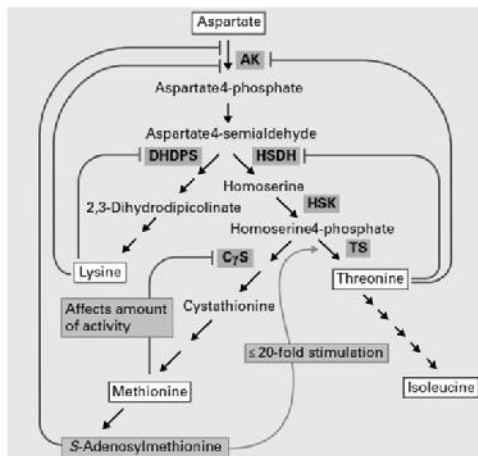 Aspartate
AK
Aspartate4-phosphate
Aspartate4-semialdehyde
DHDPS
HSDH
Homoserine
2,3-Dihydrodipicolinate
HSK
Homoserine4-phosphate
Lysine
CγS
TS
Threonine
Affects amount
of activity
Cystathionine
≤ 20-fold stimulation
Methionine
Isoleucine
S-Adenosylmethionine